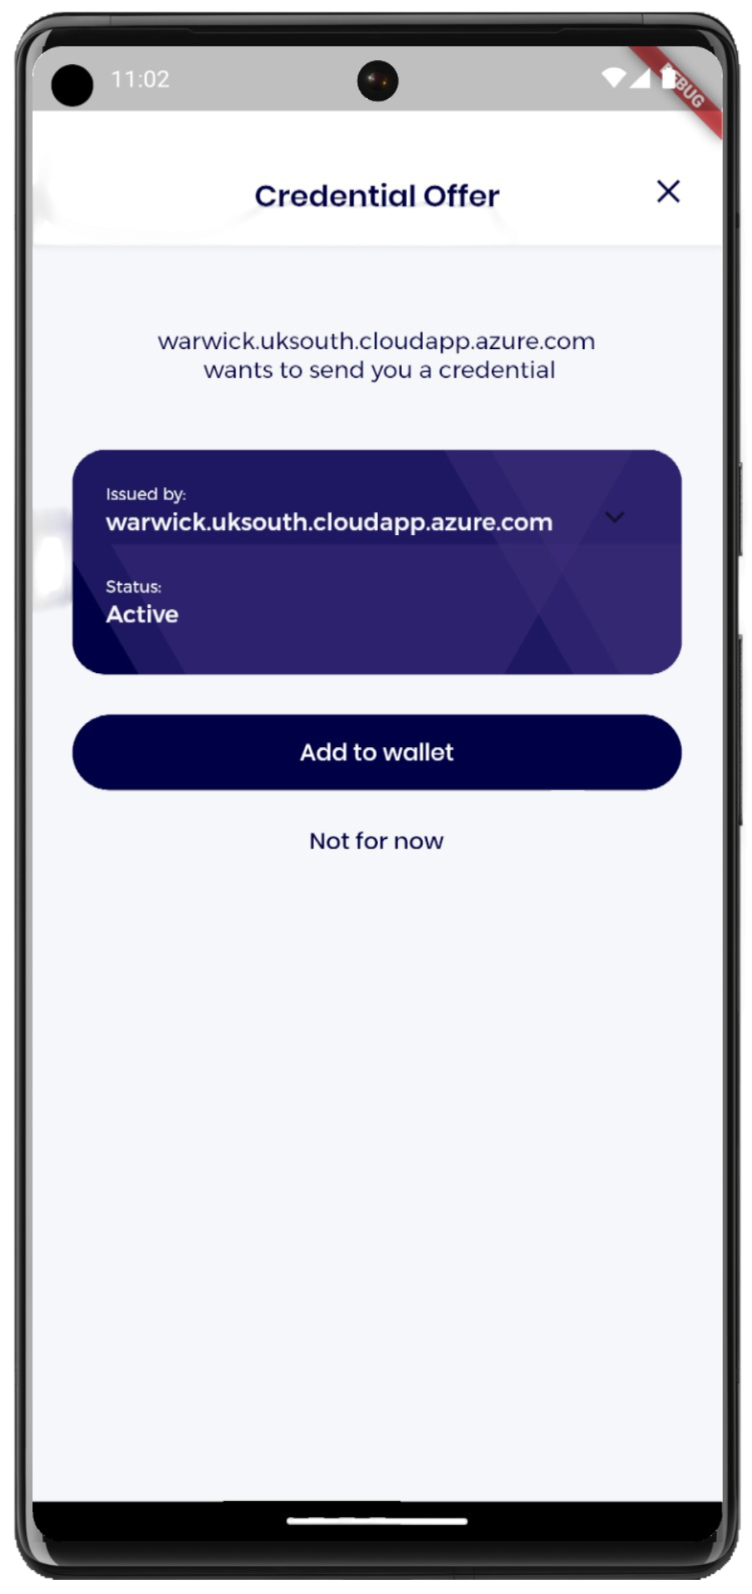 11:02
DEBUG
Credential Offer
warwick.uksouth.cloudapp.azure.com
wants to send you a credential
Issued by:
warwick.uksouth.cloudapp.azure.com
Status:
Active
Add to wallet
Not for now